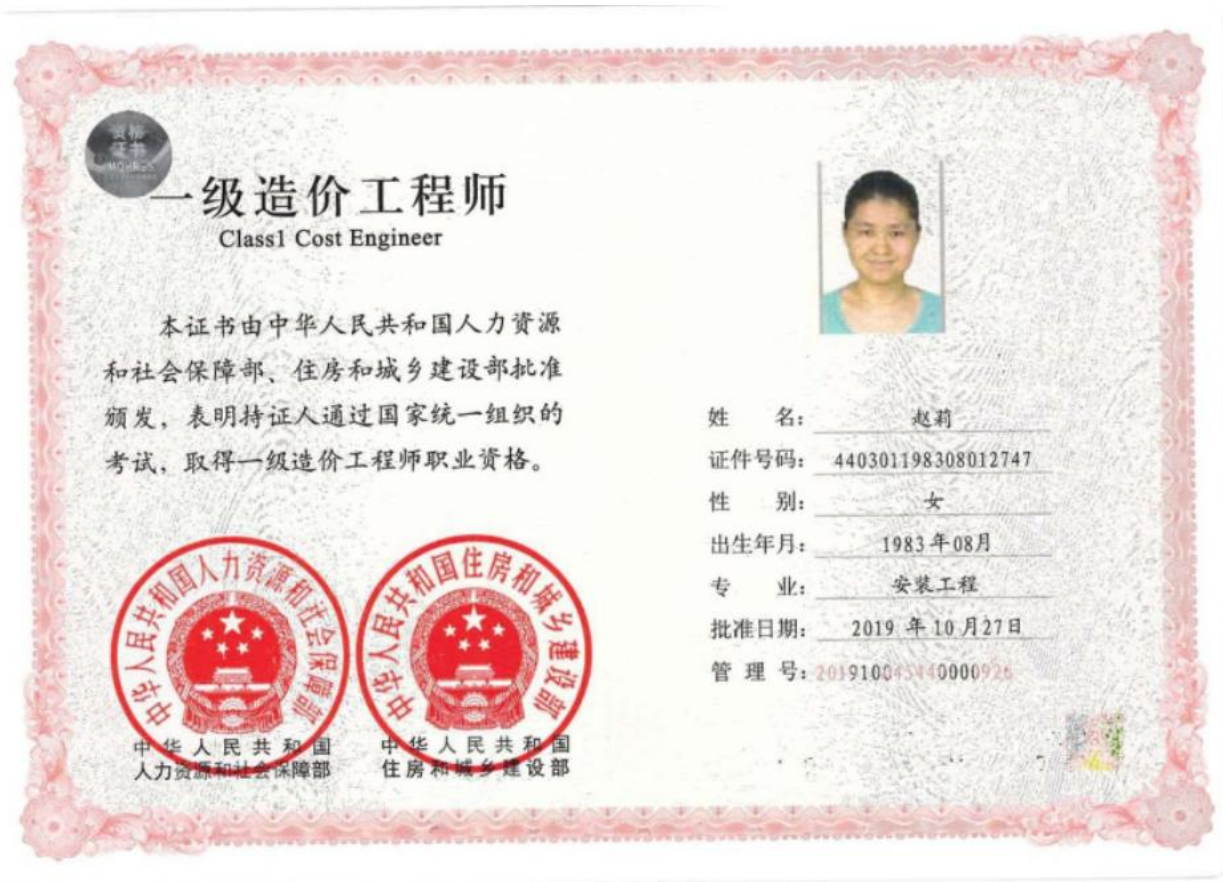 资格
证书
一级造价工程师
Class1 Cost Engineer
本证书由中华人民共和国人力资源
和社会保障部、住房和城乡建设部批准
颁发，表明持证人通过国家统一组织的
考试，取得一级造价工程师职业资格。
中华人民共和国人力资源和社会保障部
中华人民共和国住房和城乡建设部
中华人民共和国
人力资源和社会保障部
中华人民共和国
住房和城乡建设部
姓 名： 赵莉
证件号码： 440301198308012747
性 别： 女
出生年月： 1983年08月
专 业： 安装工程
批准日期： 2019 年 10 月27日
管 理 号：201910045440000926